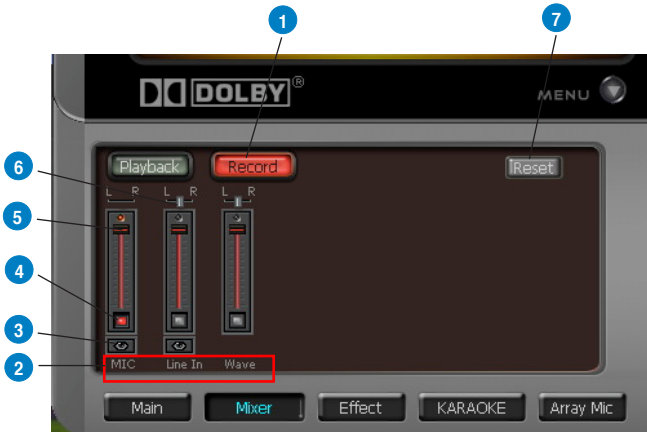 1
7
DOLBY®
MENU
6
Playback
Record
Reset
L R
L R
L R
5
4
3
2
MIC
Line In
Wave
Main
Mixer
Effect
KARAOKE
Array Mic